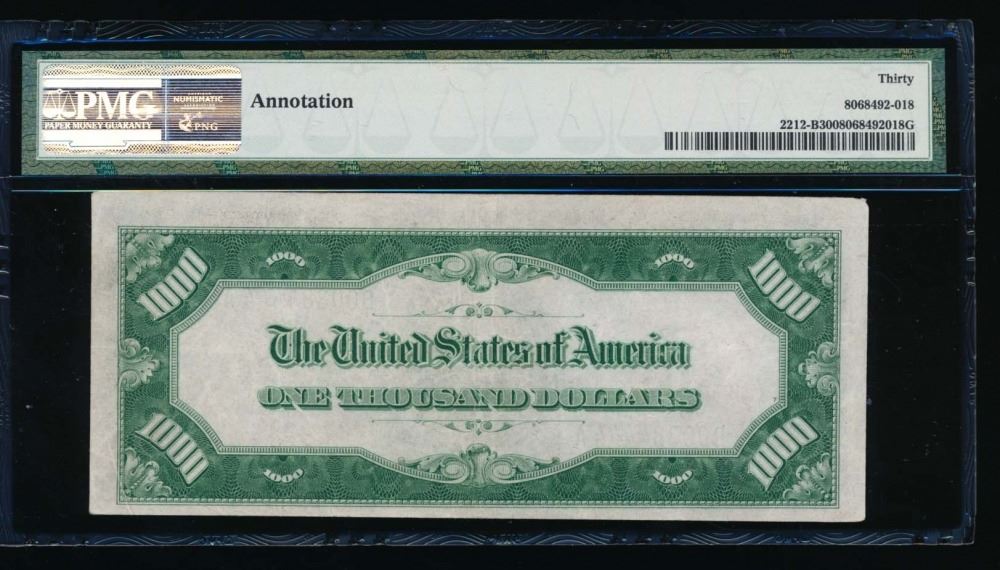 PMG
PAPER MONEY GUARANTY
NUMISMATIC
PNG
Annotation
Thirty
8068492-018
2212-B3008068492018G
1000
1000
1000
1000
The United States of America
ONE THOUSAND DOLLARS
1000
1000
1000
1000